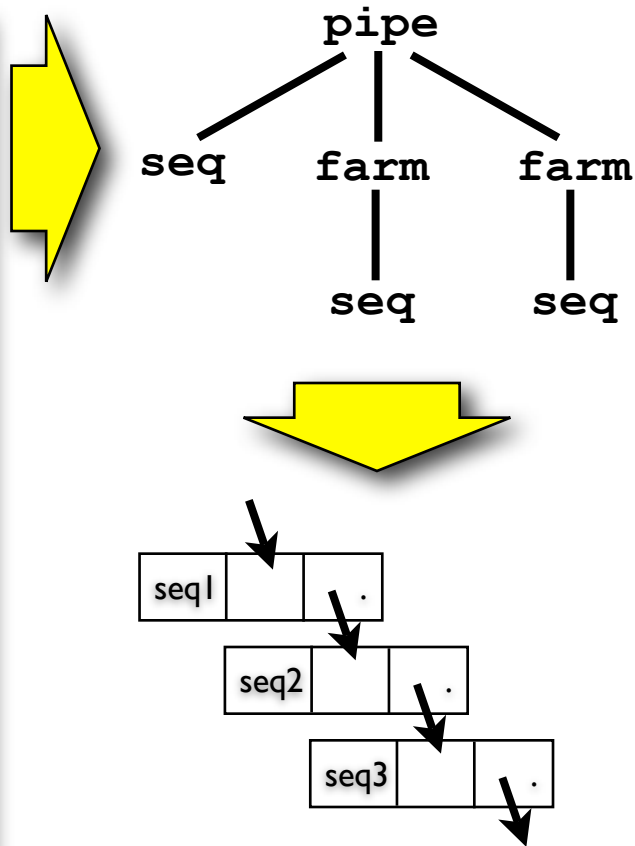 pipe
seq farm farm
seq seq
seq1 .
seq2 .
seq3 .